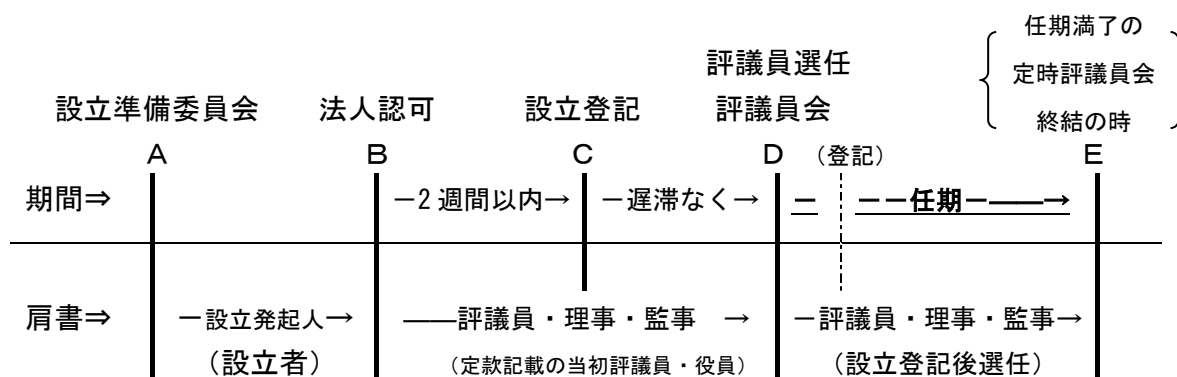 任期満了の
評議員選任 定時評議員会
設立準備委員会 法人認可 設立登記 評議員会 終結の時
A B C D （登記） E
期間⇒ －2週間以内→ －遅滞なく→ － －－任期－――→
肩書⇒ －設立発起人→ ――評議員・理事・監事 → －評議員・理事・監事→
（設立者） （定款記載の当初評議員・役員） （設立登記後選任）